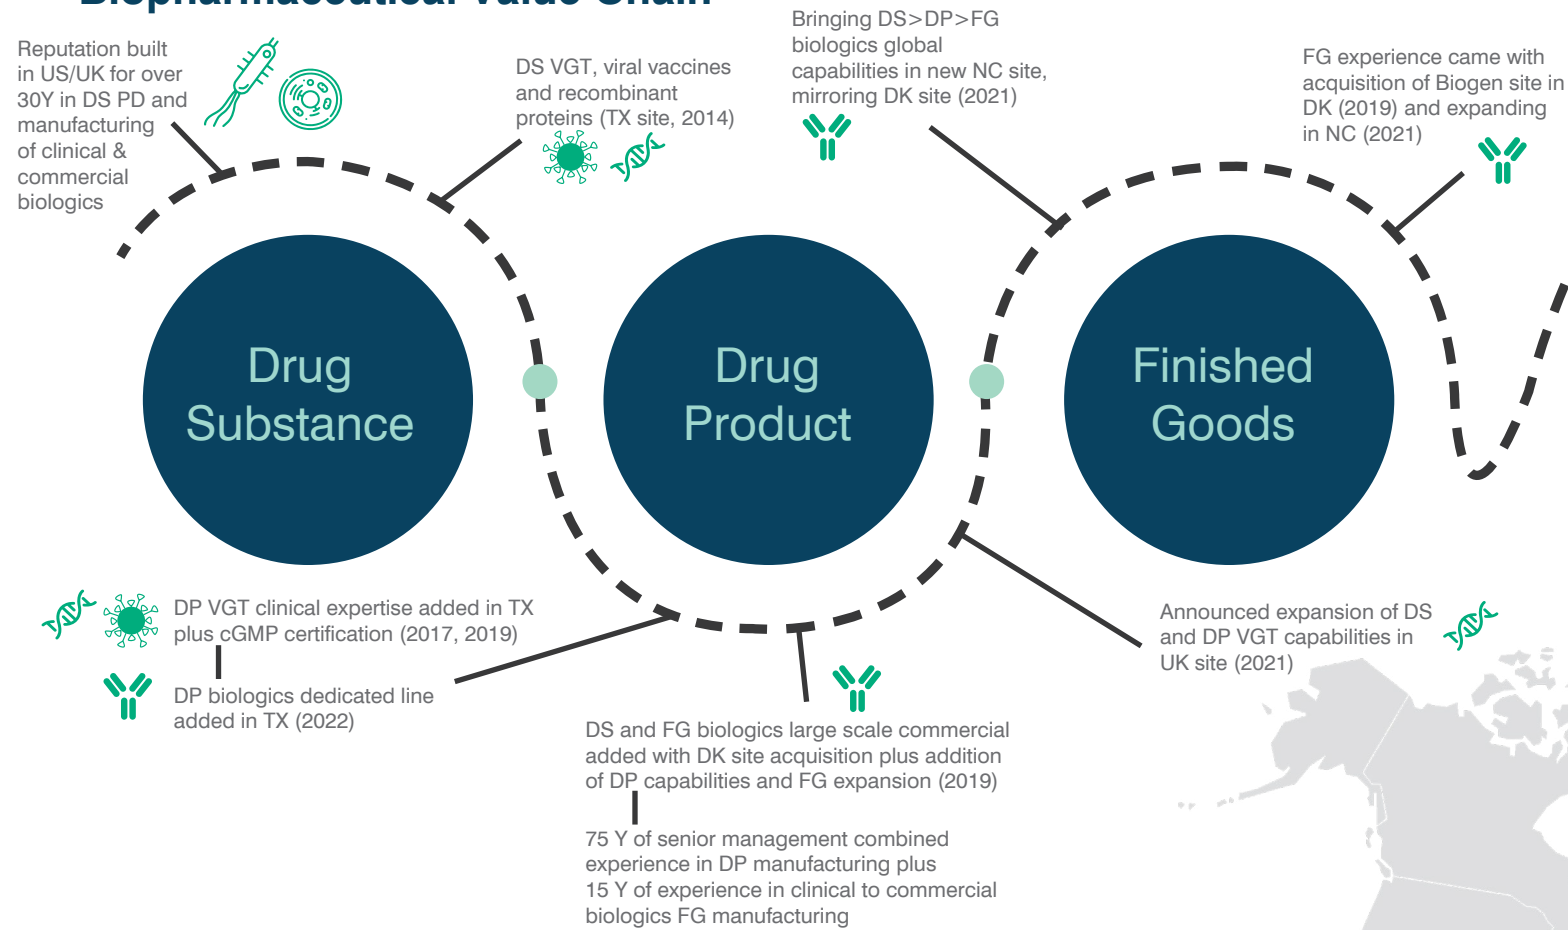 Biopharmaceutical Value Chain
Reputation built
in US/UK for over
30Y in DS PD and
manufacturing
of clinical &
commercial
biologics
DS VGT, viral vaccines
and recombinant
proteins (TX site, 2014)
Bringing DS>DP>FG
biologics global
capabilities in new NC site,
mirroring DK site (2021)
FG experience came with
acquisition of Biogen site in
DK (2019) and expanding
in NC (2021)
Drug
Substance
Drug
Product
Finished
Goods
DP VGT clinical expertise added in TX
plus cGMP certification (2017, 2019)
DP biologics dedicated line
added in TX (2022)
DS and FG biologics large scale commercial
added with DK site acquisition plus addition
of DP capabilities and FG expansion (2019)
75 Y of senior management combined
experience in DP manufacturing plus
15 Y of experience in clinical to commercial
biologics FG manufacturing
Announced expansion of DS
and DP VGT capabilities in
UK site (2021)